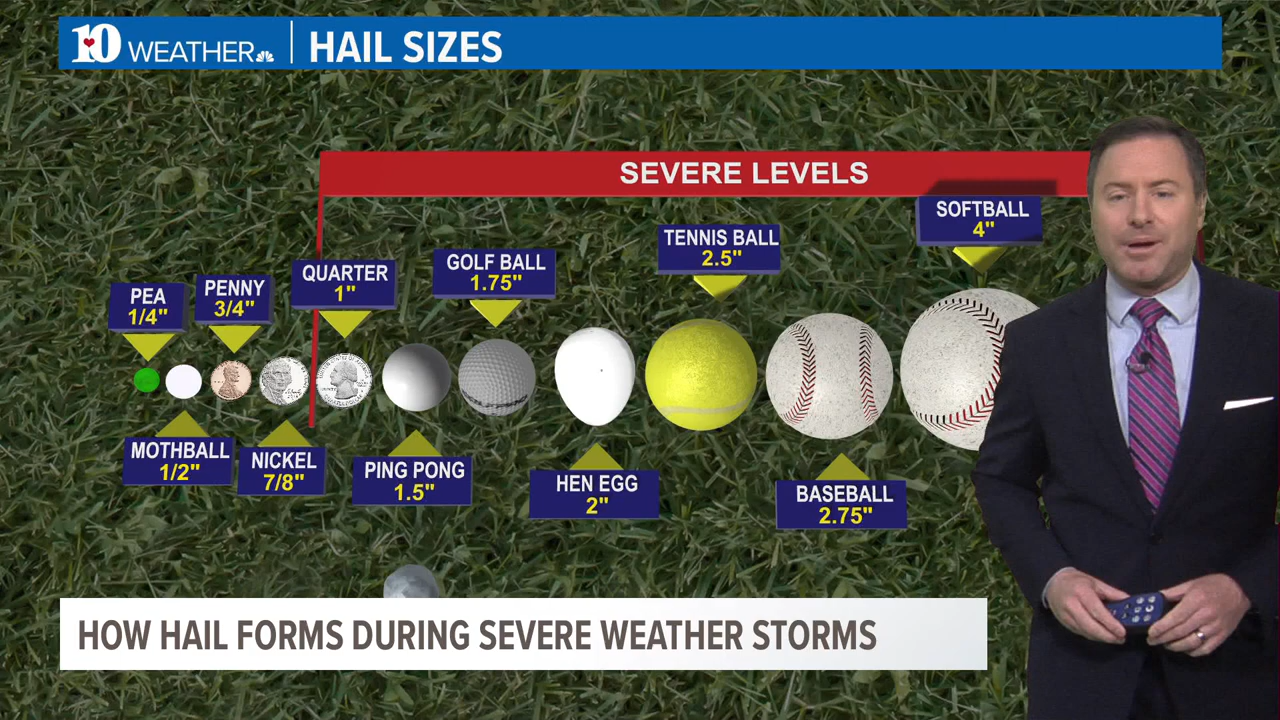 10 WEATHER
HAIL SIZES
SEVERE LEVELS
PEA
1/4"
MOTHBALL
1/2"
PENNY
3/4"
NICKEL
7/8"
QUARTER
1"
PING PONG
1.5"
GOLF BALL
1.75"
HEN EGG
2"
TENNIS BALL
2.5"
BASEBALL
2.75"
SOFTBALL
4"
HOW HAIL FORMS DURING SEVERE WEATHER STORMS